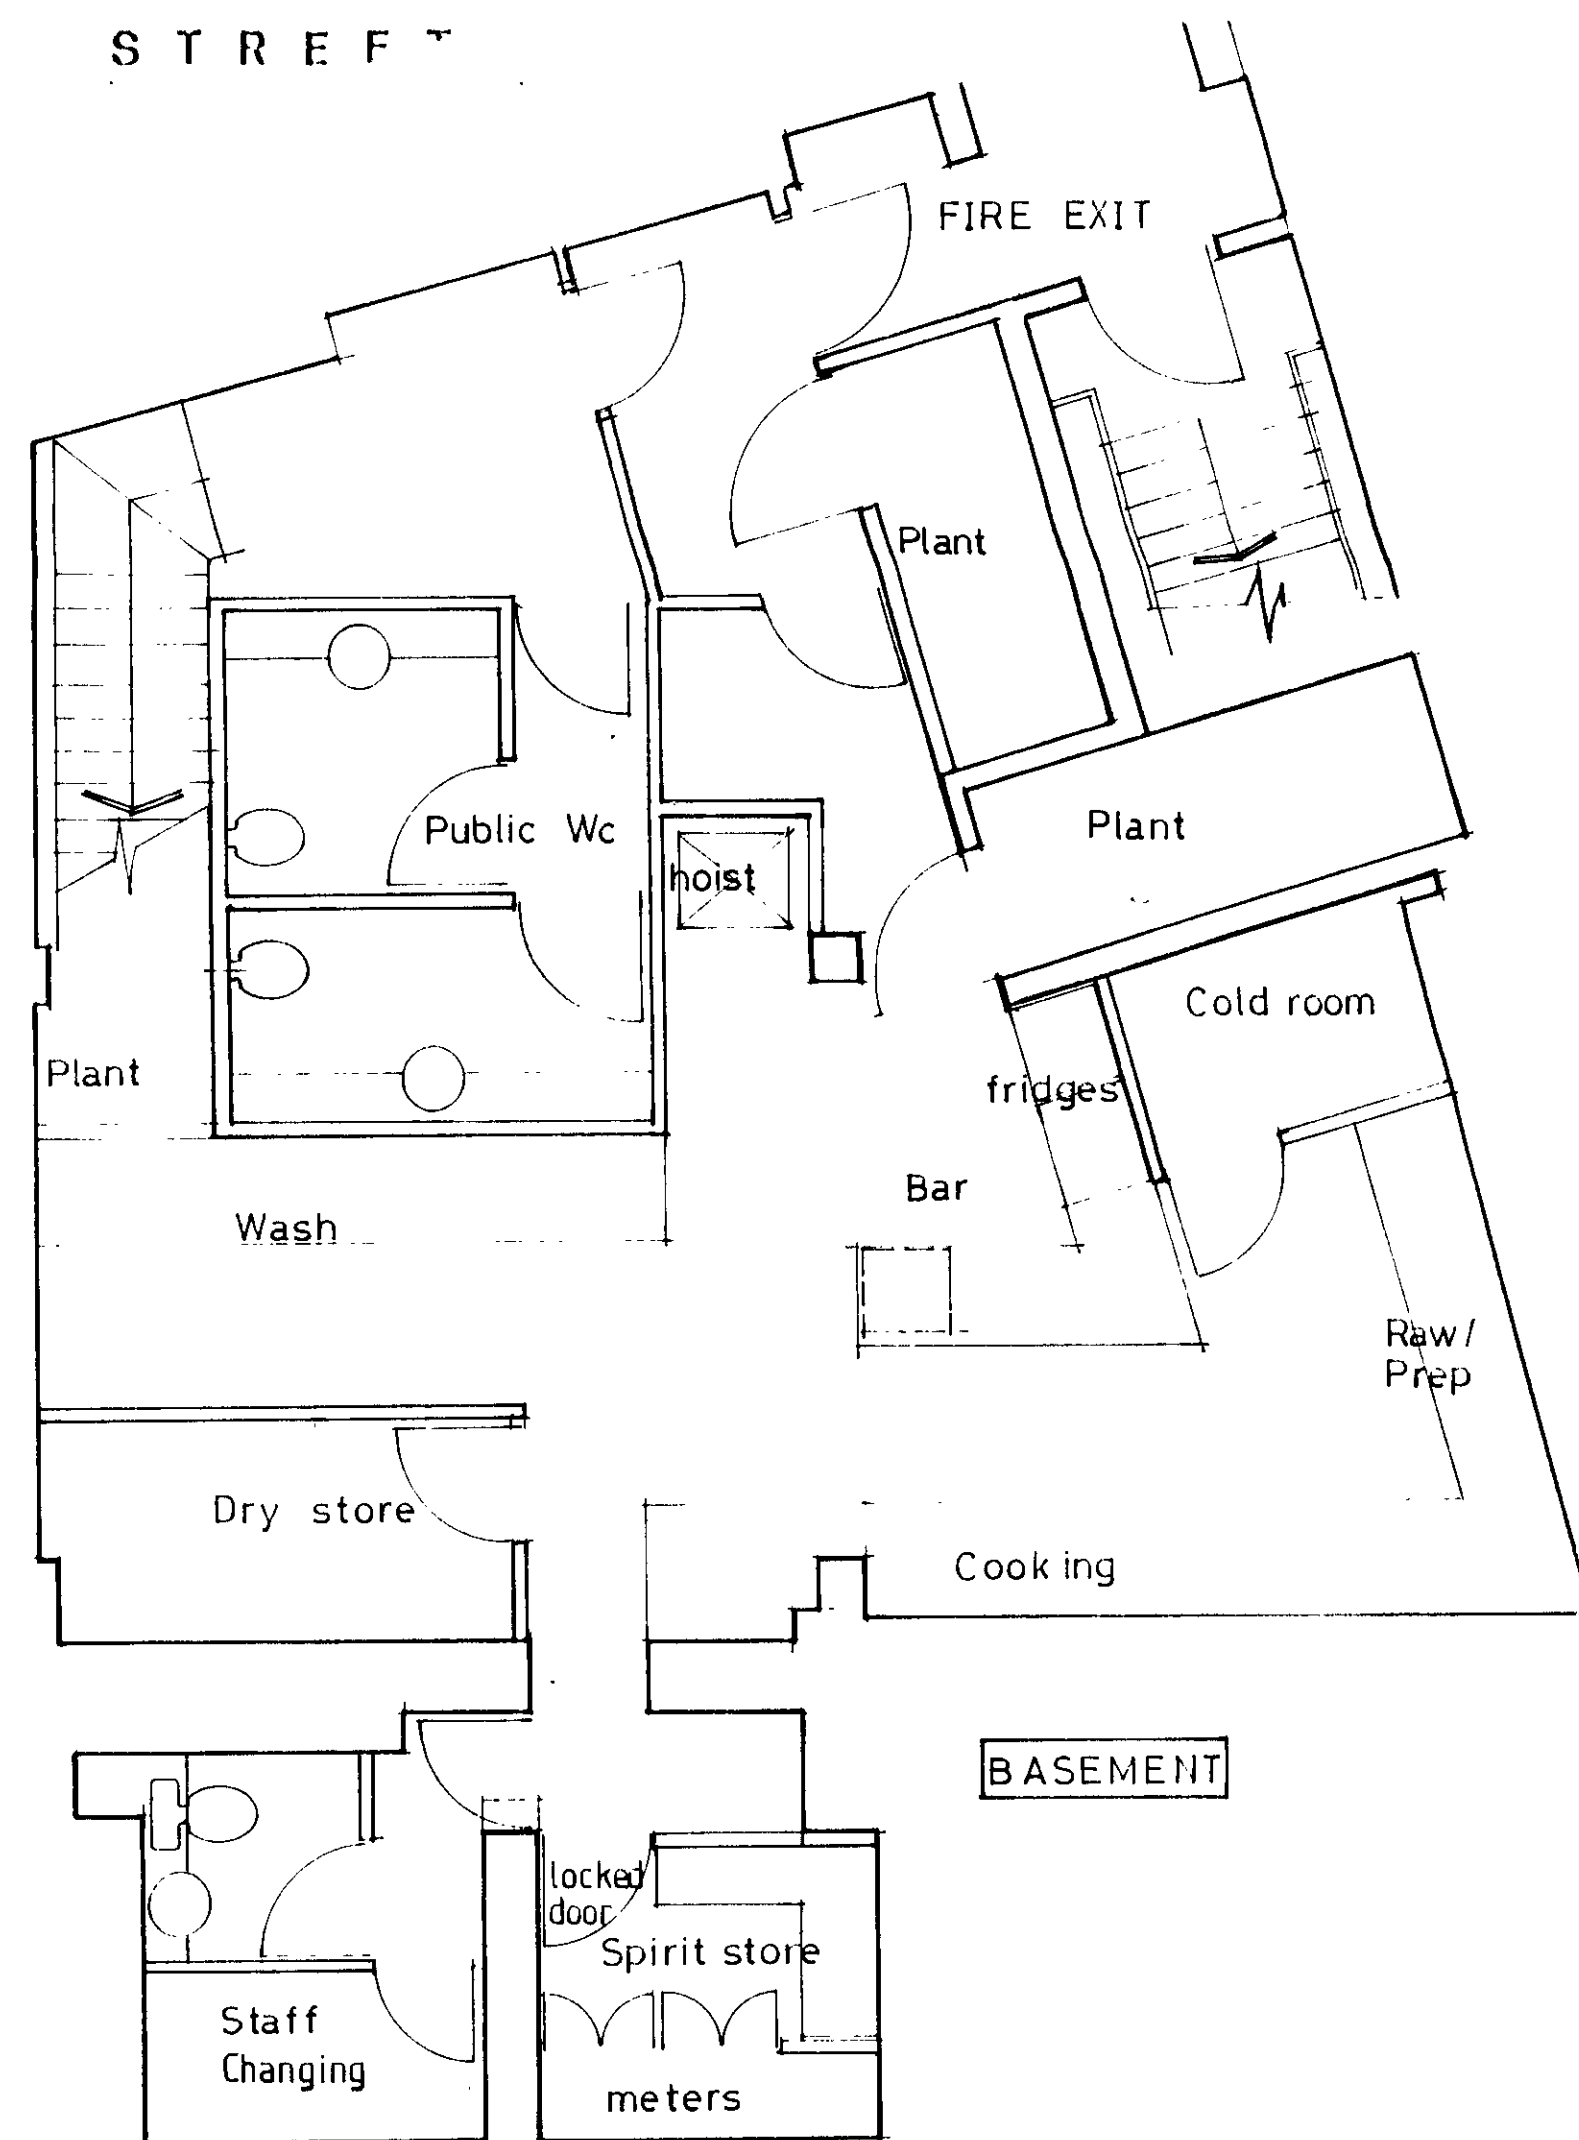 STREET
FIRE EXIT
Plant
Public Wc
Plant
hoist
Cold room
Plant
fridges
Bar
Wash
Raw/
Prep
Dry store
Cooking
BASEMENT
locked
door
Spirit store
Staff
Changing
meters